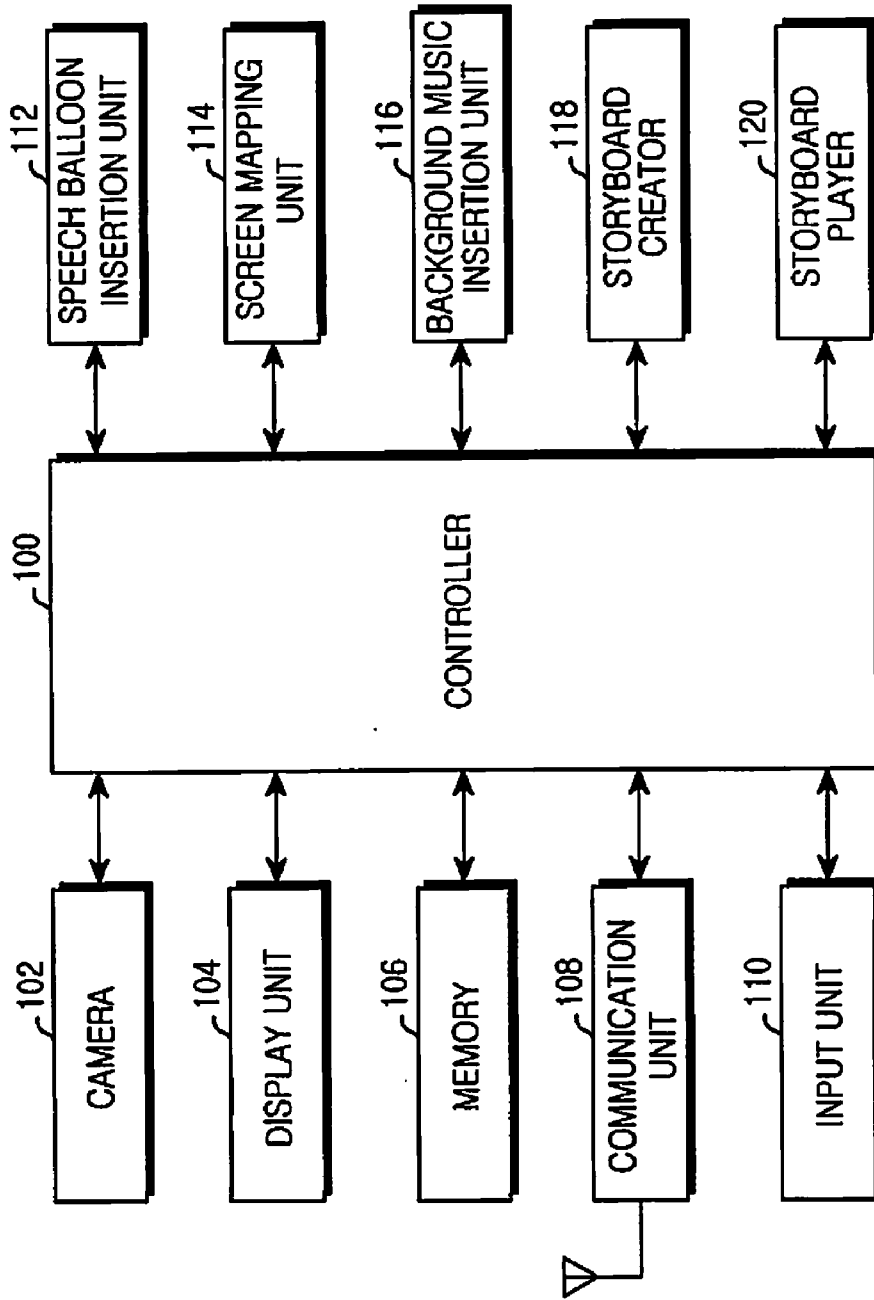 100
CONTROLLER
102
CAMERA
104
DISPLAY UNIT
106
MEMORY
108
COMMUNICATION
UNIT
110
INPUT UNIT
112
SPEECH BALLOON
INSERTION UNIT
114
SCREEN MAPPING
UNIT
116
BACKGROUND MUSIC
INSERTION UNIT
118
STORYBOARD
CREATOR
120
STORYBOARD
PLAYER